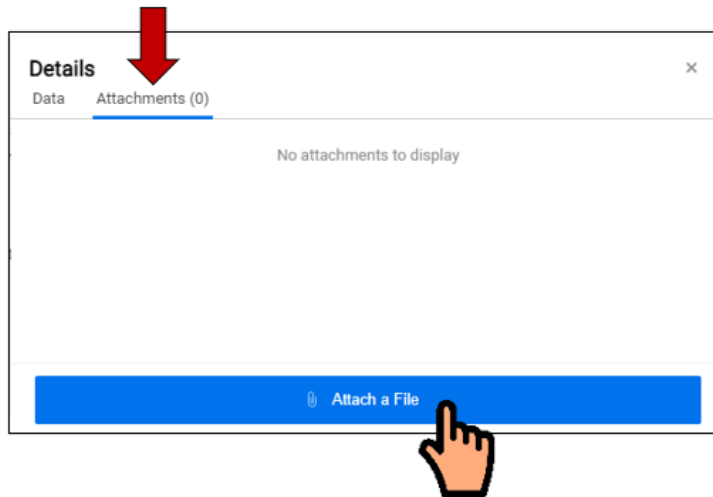 Details
Data Attachments (0)
No attachments to display
Attach a File